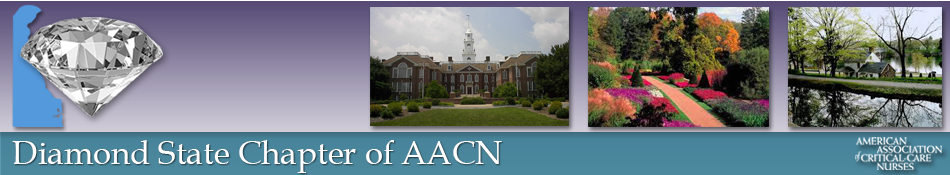 Diamond State Chapter of AACN
AMERICAN
ASSOCIATION
of CRITICAL-CARE
NURSES